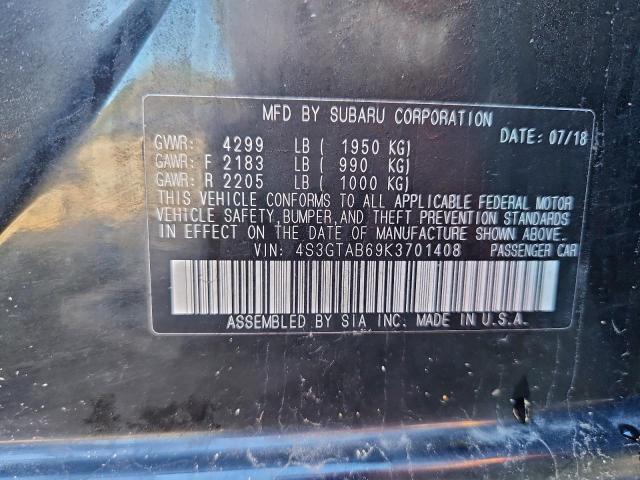 MFD BY SUBARU CORPORATION
DATE: 07/18
GVWR: 4299 LB ( 1950 KG)
GAWR: F 2183 LB ( 990 KG)
GAWR: R 2205 LB ( 1000 KG)
THIS VEHICLE CONFORMS TO ALL APPLICABLE FEDERAL MOTOR
VEHICLE SAFETY, BUMPER, AND THEFT PREVENTION STANDARDS
IN EFFECT ON THE DATE OF MANUFACTURE SHOWN ABOVE.
VIN: 4S3GTAB69K3701408 PASSENGER CAR
ASSEMBLED BY SIA INC. MADE IN U.S.A.